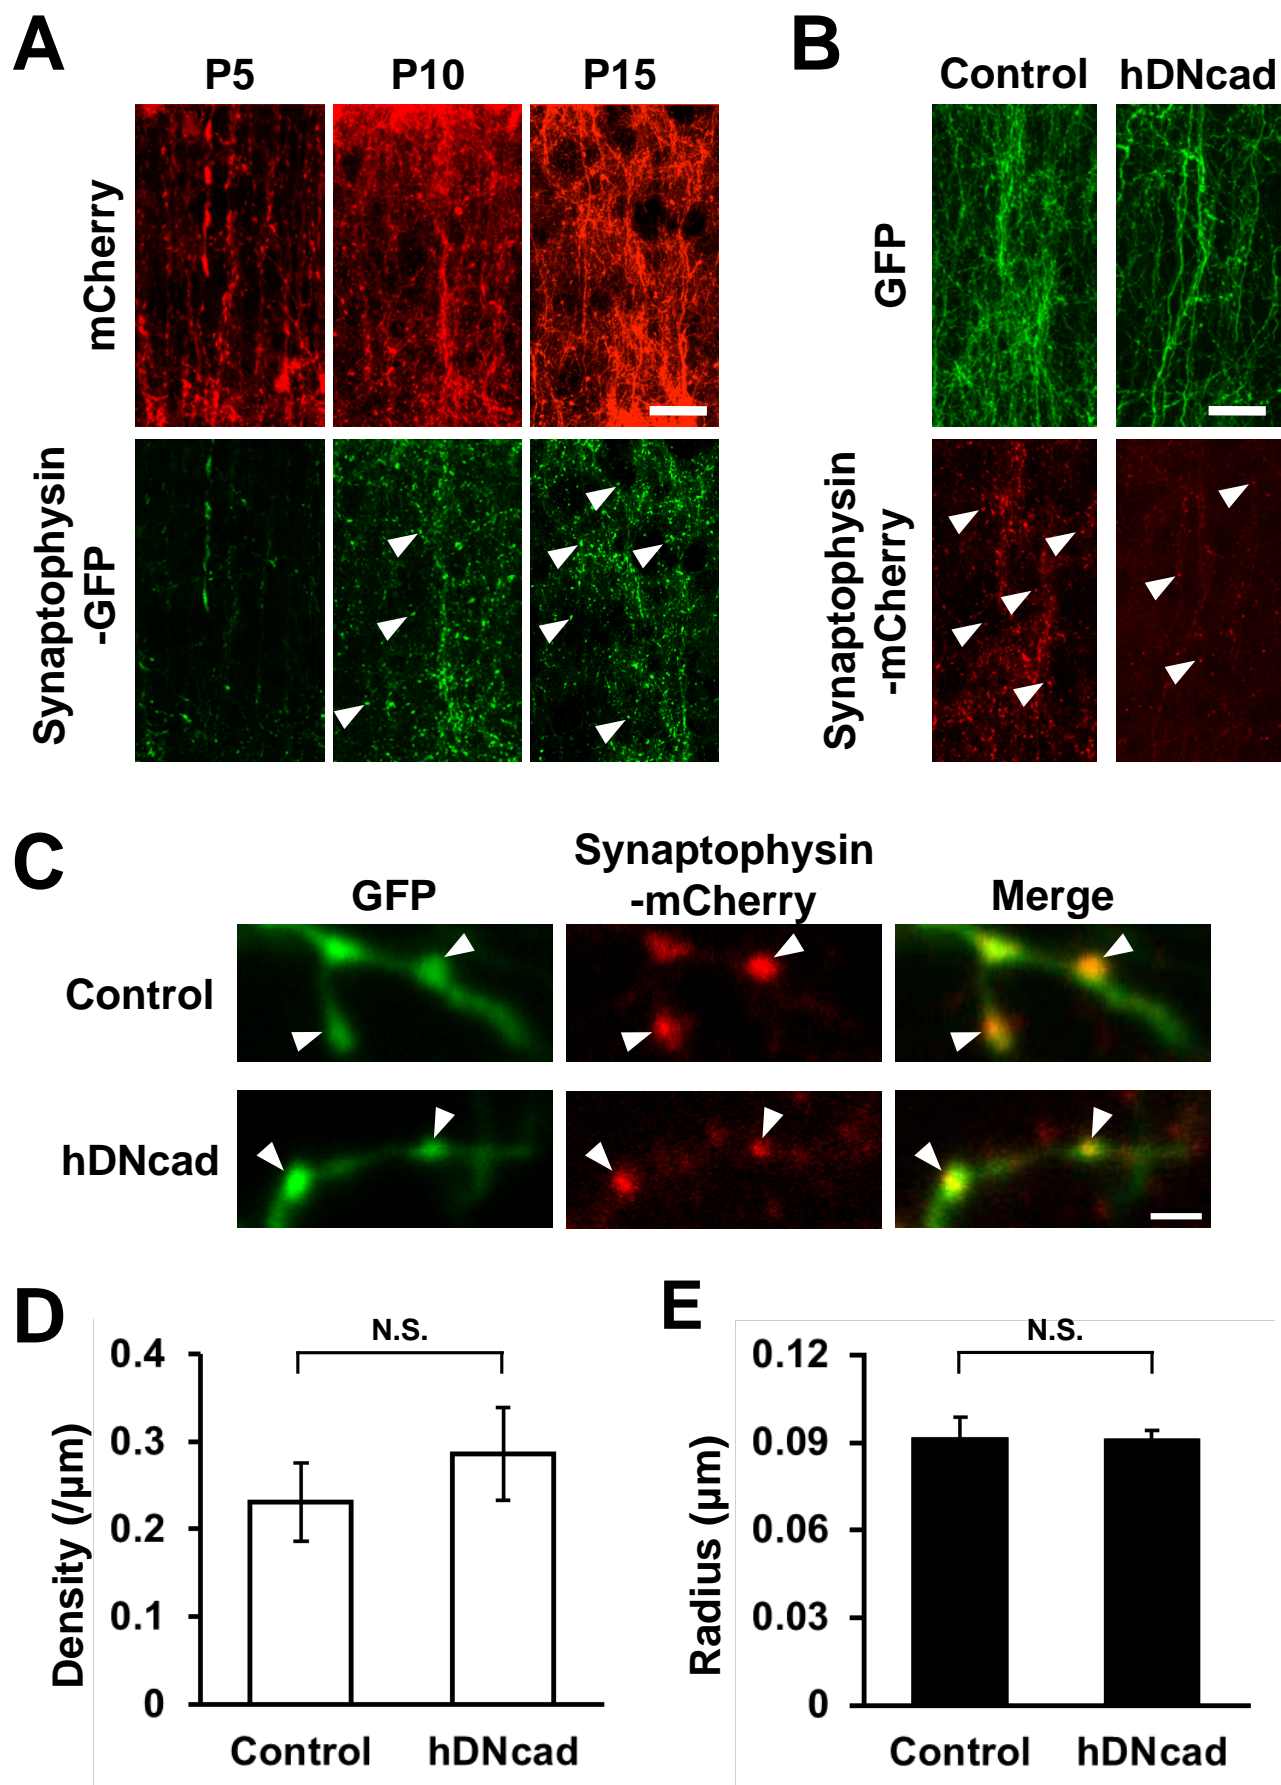 A
P5
P10
P15
mCherry
Synaptophysin
-GFP
B
Control
hDNcad
GFP
Synaptophysin
-mCherry
C
GFP
Synaptophysin
-mCherry
Merge
Control
hDNcad
D
N.S.
0.4
0.3
0.2
0.1
0
Density (/µm)
Control
hDNcad
E
N.S.
0.12
0.09
0.06
0.03
0
Radius (µm)
Control
hDNcad